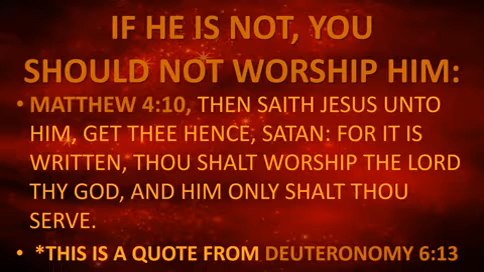 IF HE IS NOT, YOU
SHOULD NOT WORSHIP HIM:
• MATTHEW 4:10, THEN SAITH JESUS UNTO
HIM, GET THEE HENCE, SATAN: FOR IT IS
WRITTEN, THOU SHALT WORSHIP THE LORD
THY GOD, AND HIM ONLY SHALT THOU
SERVE.
• *THIS IS A QUOTE FROM DEUTERONOMY 6:13